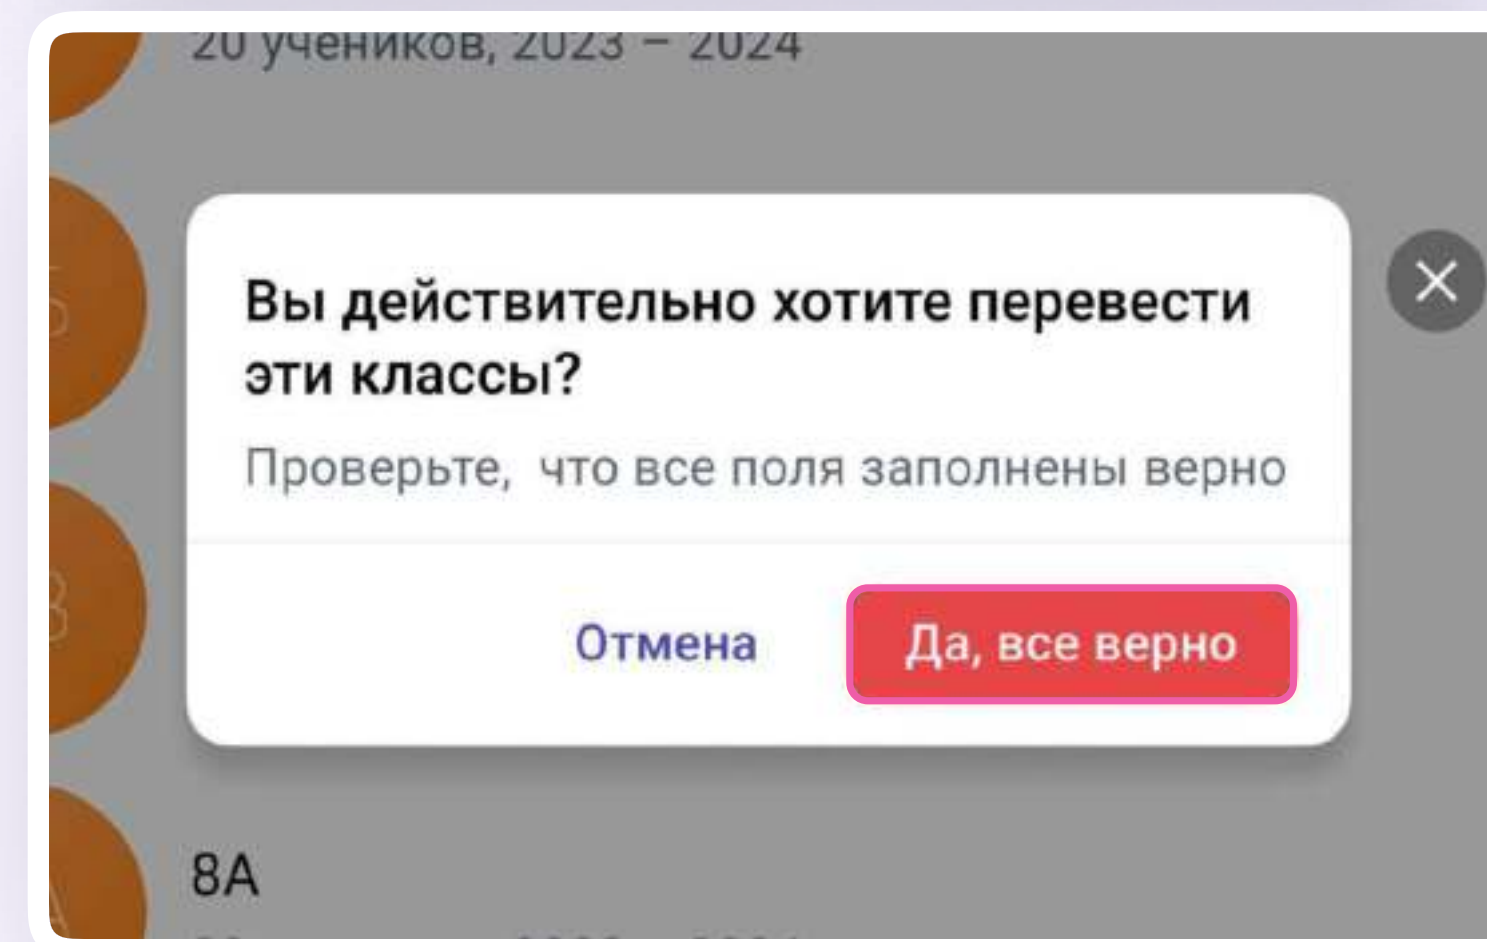 20 учеников, 2023 – 2024
Вы действительно хотите перевести
эти классы?
Проверьте, что все поля заполнены верно
Отмена
Да, все верно
8А